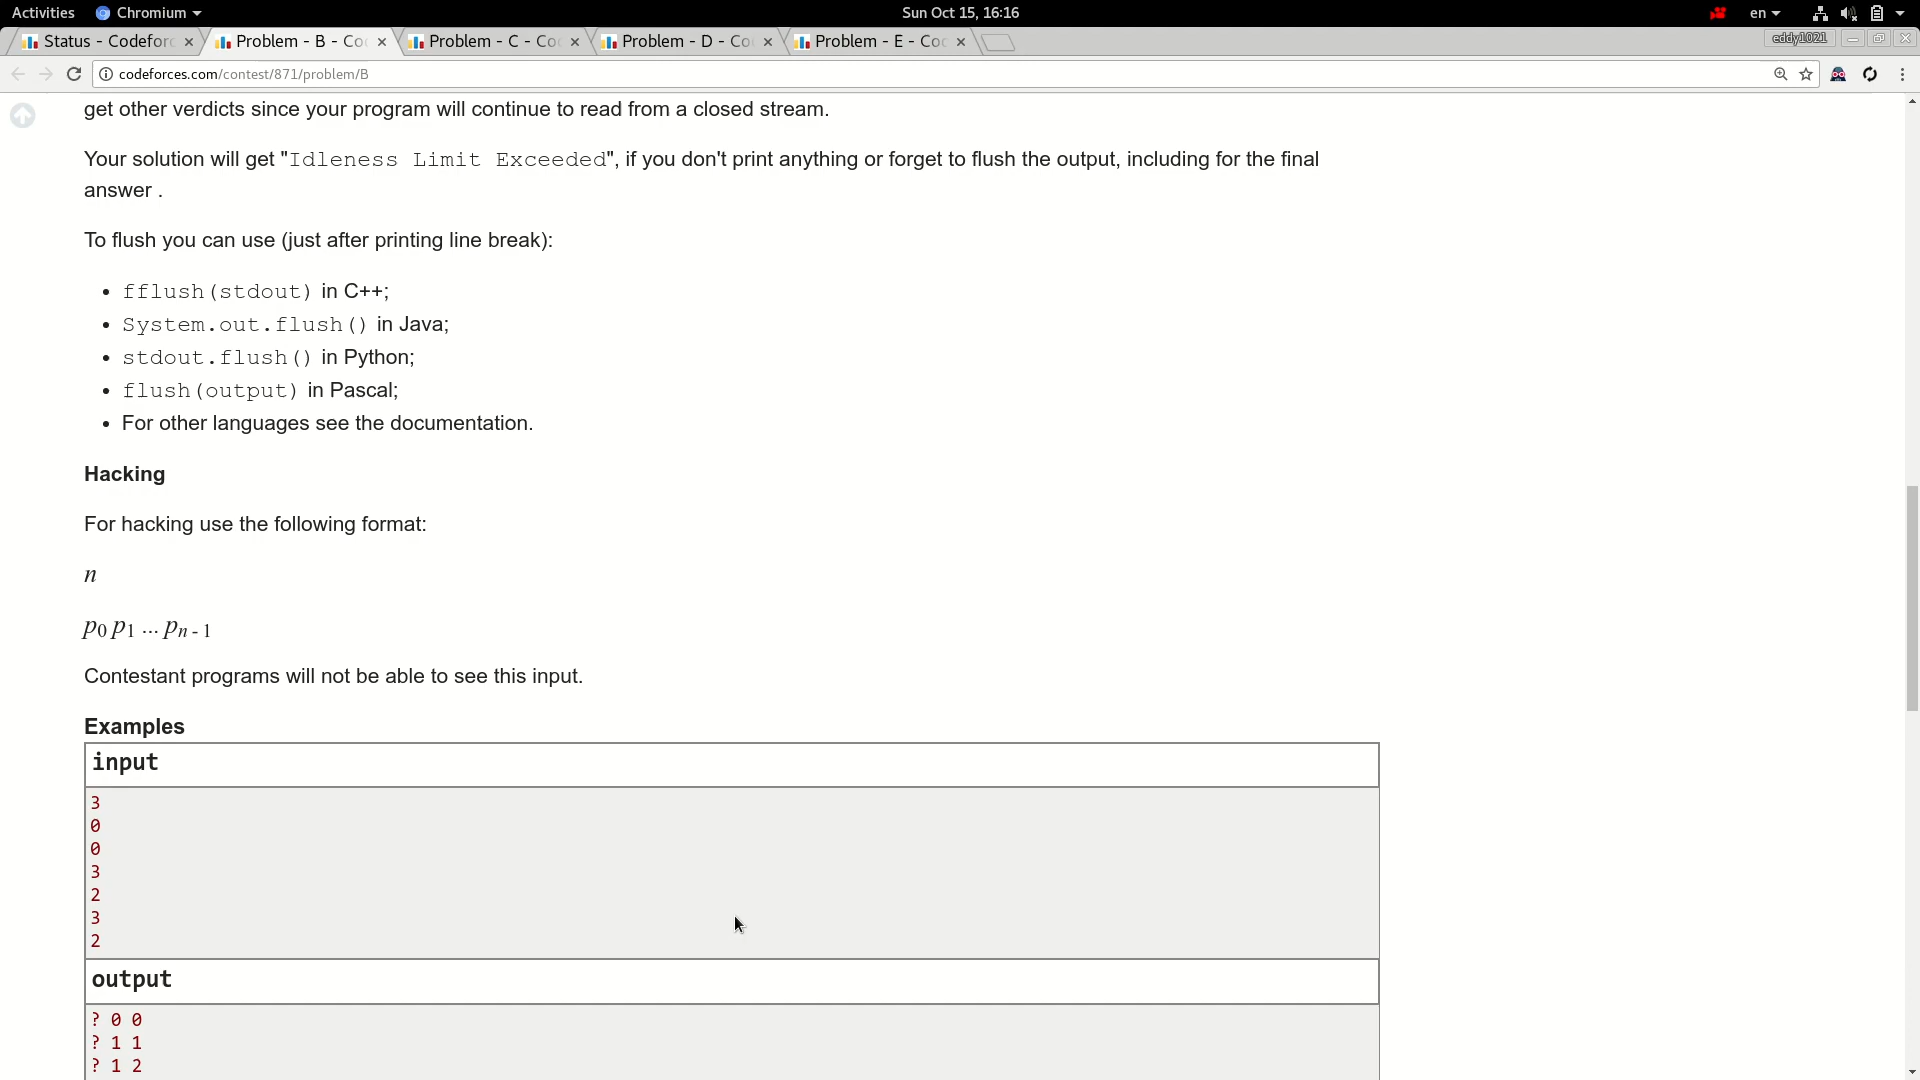 Activities Chromium Sun Oct 15, 16:16 en
Status - Codeforc Problem - B - Co Problem - C - Co Problem - D - Co Problem - E - Co eddy1021
codeforces.com/contest/871/problem/B
get other verdicts since your program will continue to read from a closed stream.
Your solution will get "Idleness Limit Exceeded", if you don't print anything or forget to flush the output, including for the final
answer .
To flush you can use (just after printing line break):
• fflush(stdout) in C++;
• System.out.flush() in Java;
• stdout.flush() in Python;
• flush(output) in Pascal;
• For other languages see the documentation.
Hacking
For hacking use the following format:
n
p0 p1 ... pn - 1
Contestant programs will not be able to see this input.
Examples
input
3
0
0
3
2
3
2
output
? 0 0
? 1 1
? 1 2